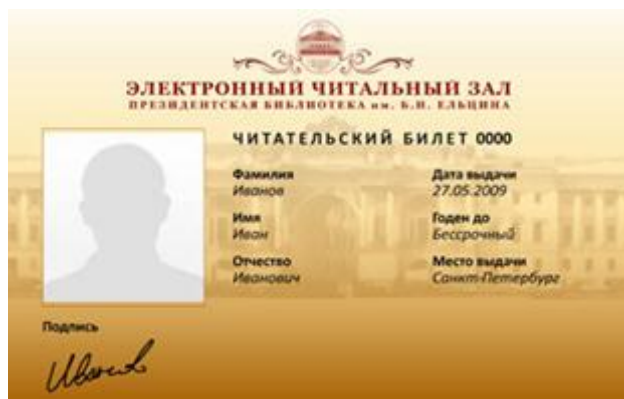 ЭЛЕКТРОННЫЙ ЧИТАЛЬНЫЙ ЗАЛ
ПРЕЗИДЕНТСКАЯ БИБЛИОТЕКА им. Б.Н. ЕЛЬЦИНА
ЧИТАТЕЛЬСКИЙ БИЛЕТ 0000
Фамилия
Иванов
Имя
Иван
Отчество
Иванович
Дата выдачи
27.05.2009
Годен до
Бессрочный
Место выдачи
Санкт-Петербург
Подпись
Иванов